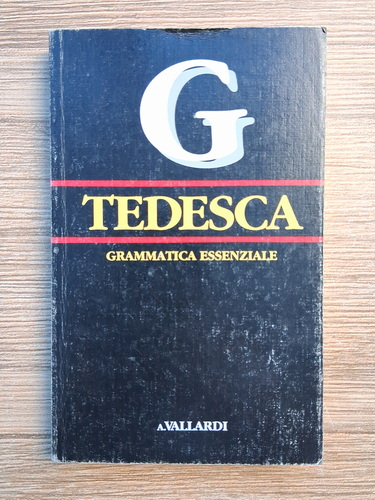 G
TEDESCA
GRAMMATICA ESSENZIALE
A.VALLARDI